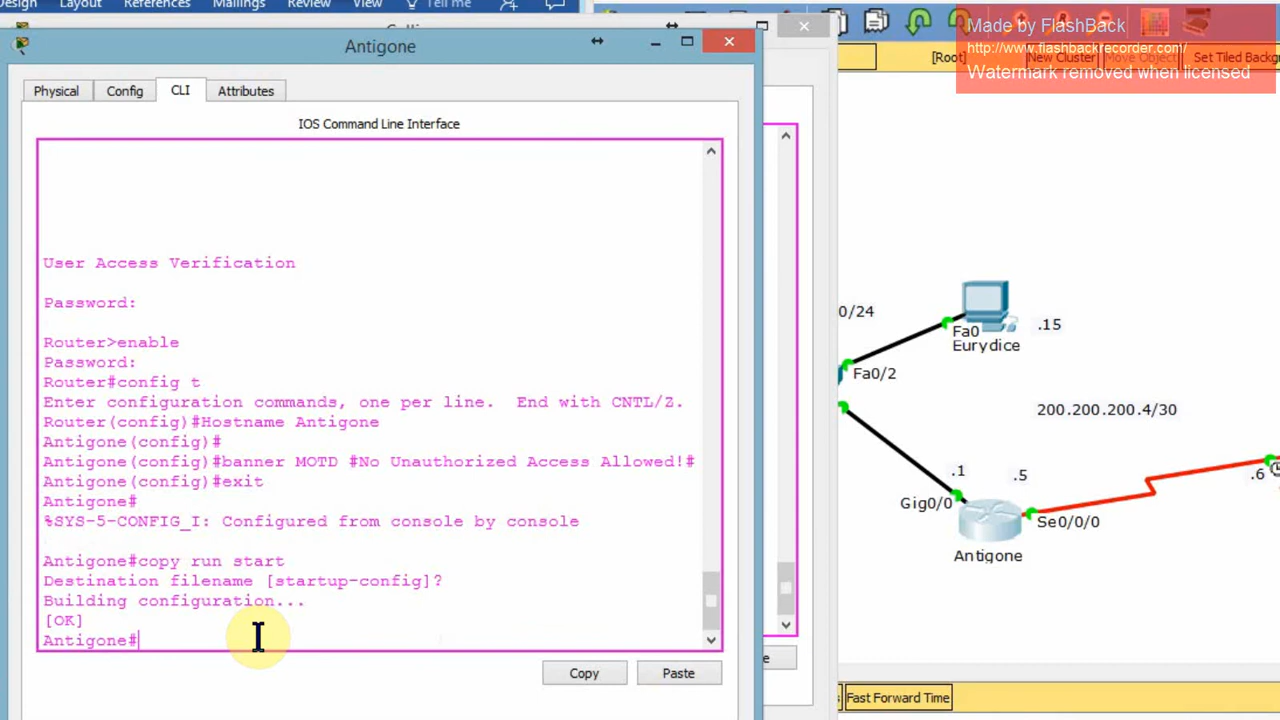 Design Layout References Mailings Review View Tell me
Antigone
Made by FlashBack
http://www.flashbackrecorder.com/
Watermark removed when licensed
[Root] New Cluster Move Object Set Tiled Backg
Physical Config CLI Attributes
IOS Command Line Interface
User Access Verification
Password:
Router>enable
Password:
Router#config t
Enter configuration commands, one per line.  End with CNTL/Z.
Router(config)#Hostname Antigone
Antigone(config)#
Antigone(config)#banner MOTD #No Unauthorized Access Allowed!#
Antigone(config)#exit
Antigone#
%SYS-5-CONFIG_I: Configured from console by console
Antigone#copy run start
Destination filename [startup-config]?
Building configuration...
[OK]
Antigone#
Copy Paste
0/24
Fa0
.15
Eurydice
Fa0/2
200.200.200.4/30
.1
.5
.6
Gig0/0
Se0/0/0
Antigone
Fast Forward Time